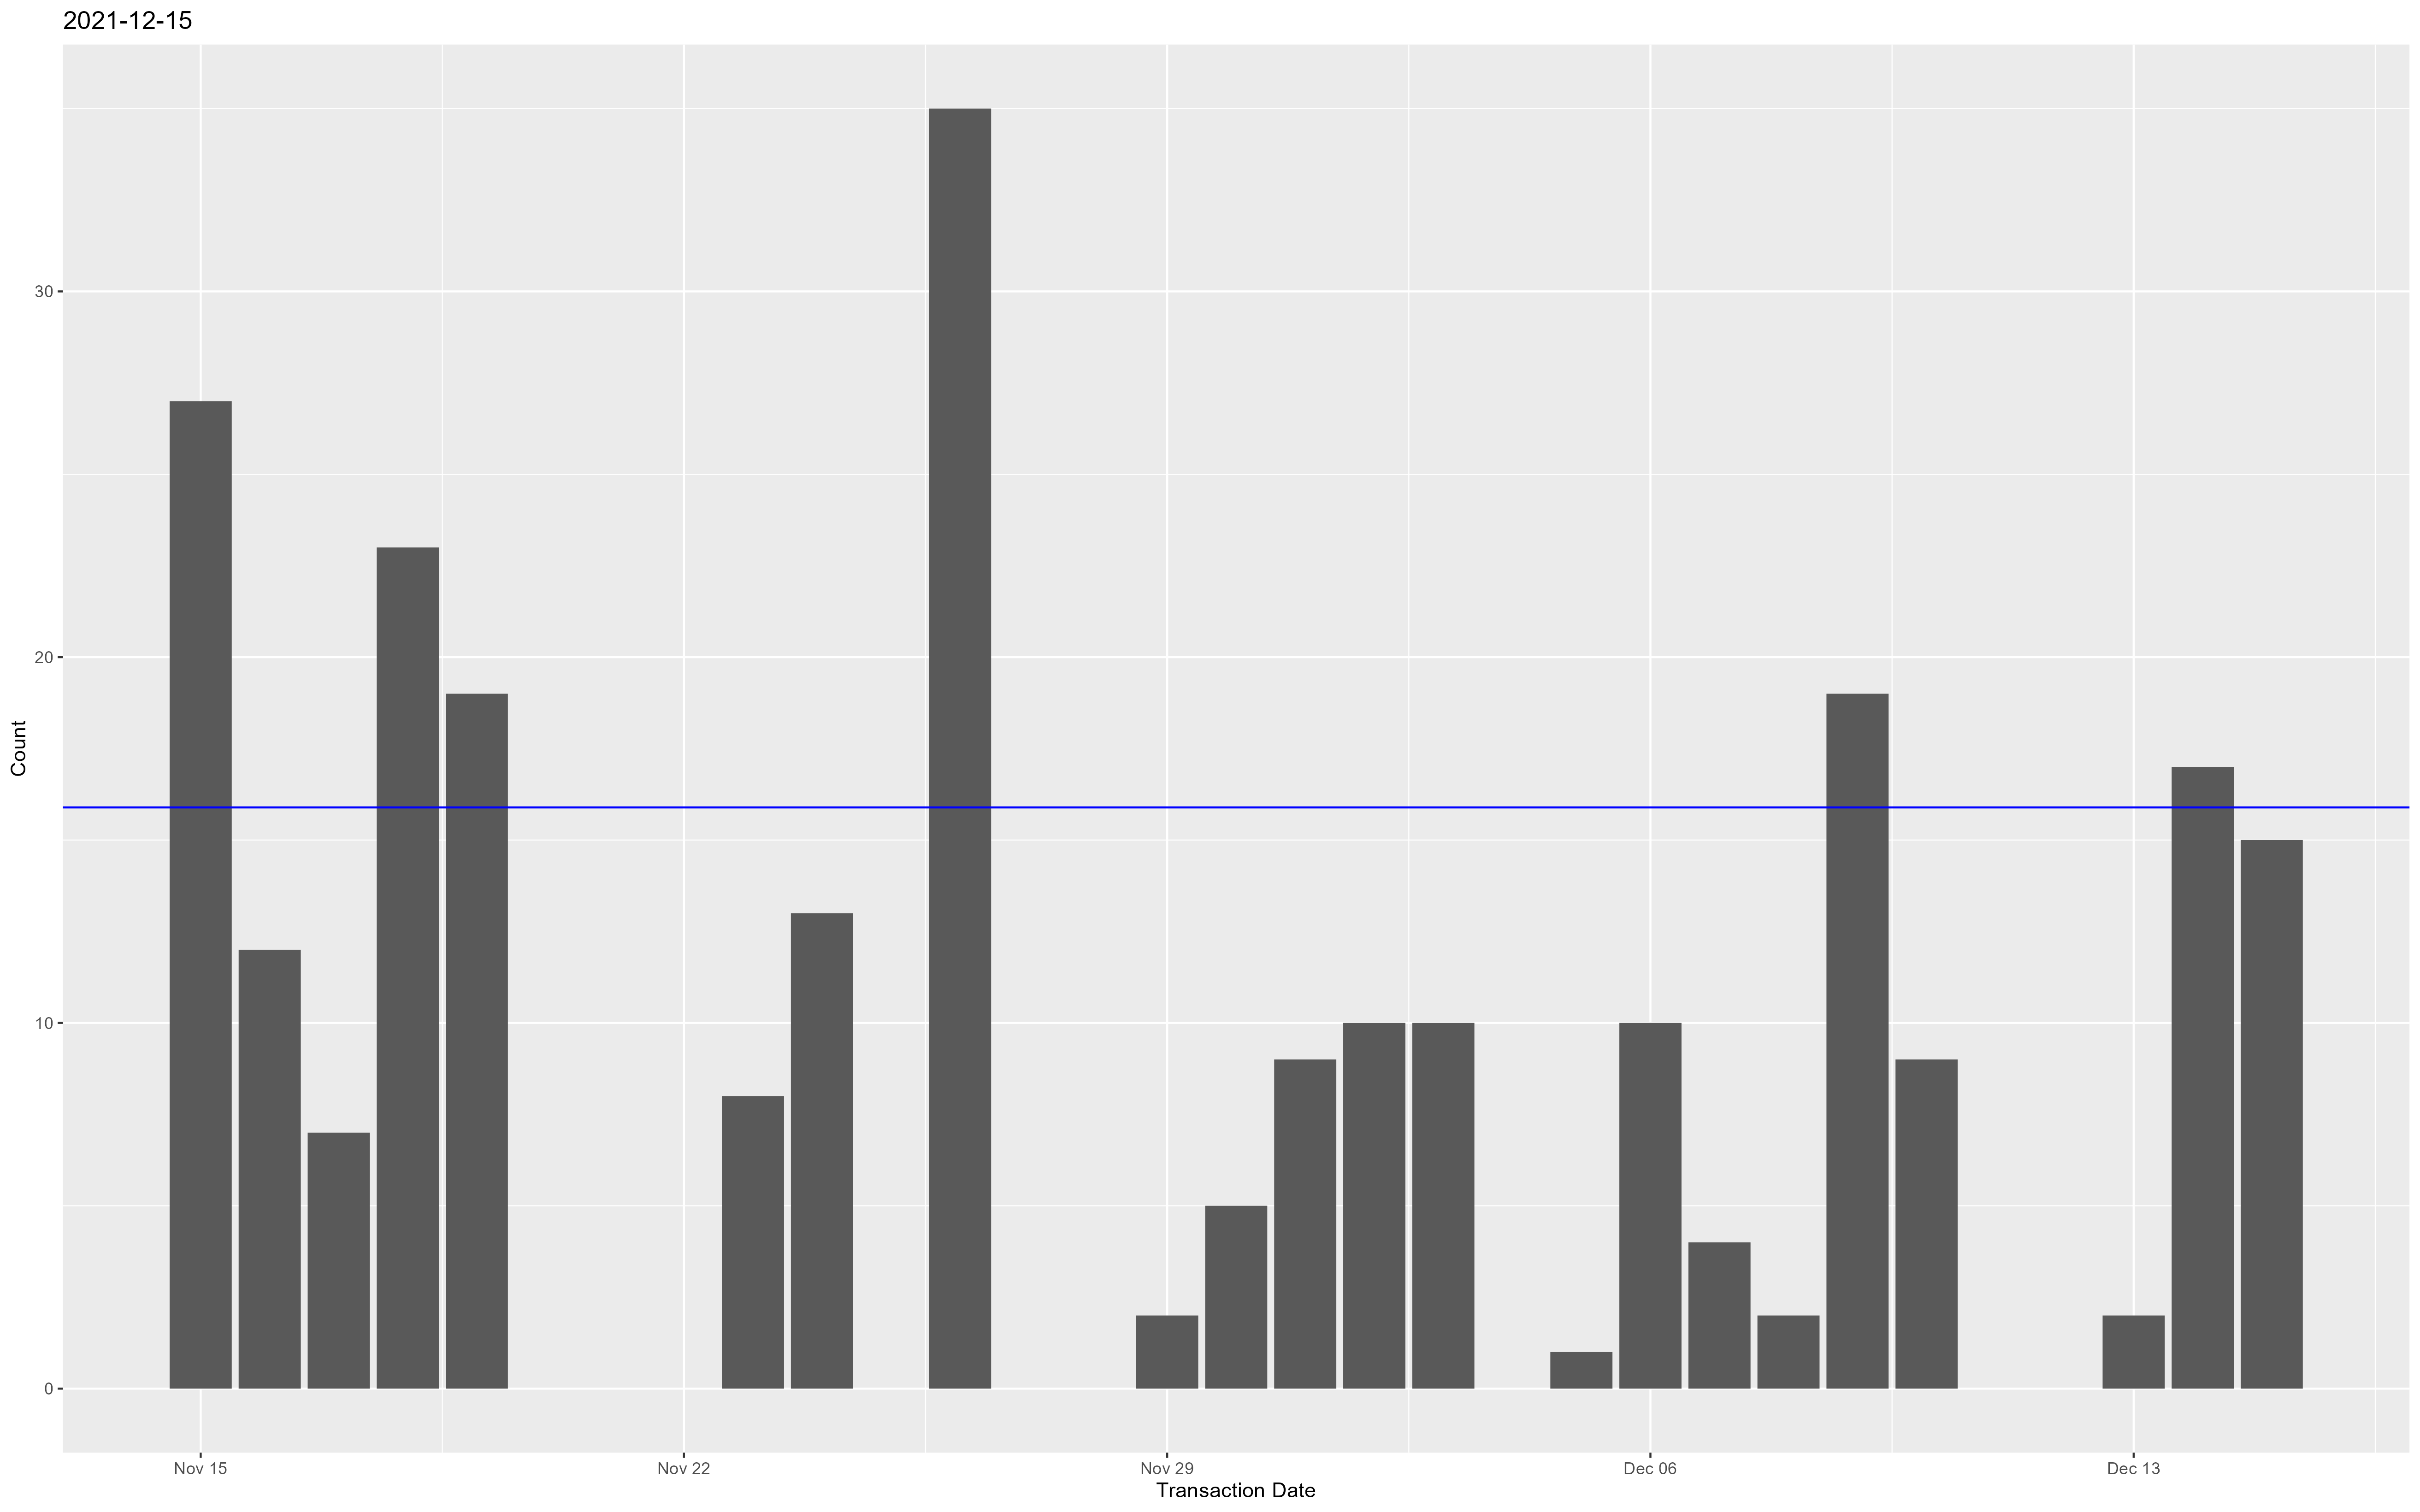 2021-12-15
Count
30
20
10
0
Nov 15
Nov 22
Nov 29
Dec 06
Dec 13
Transaction Date